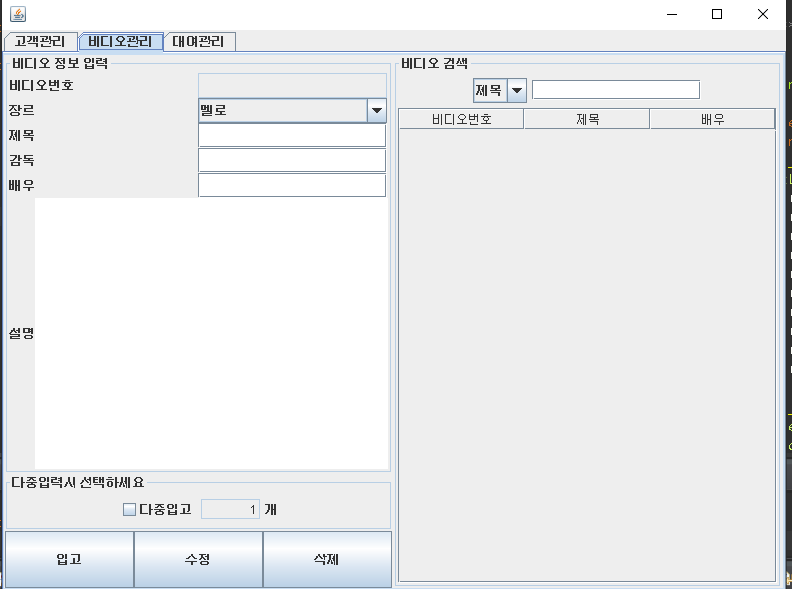 고객관리 비디오관리 대여관리
비디오 정보 입력
비디오번호
장르 멜로
제목
감독
배우
설명
다중입력시 선택하세요
다중입고 1 개
입고 수정 삭제
비디오 검색
제목
비디오번호 제목 배우